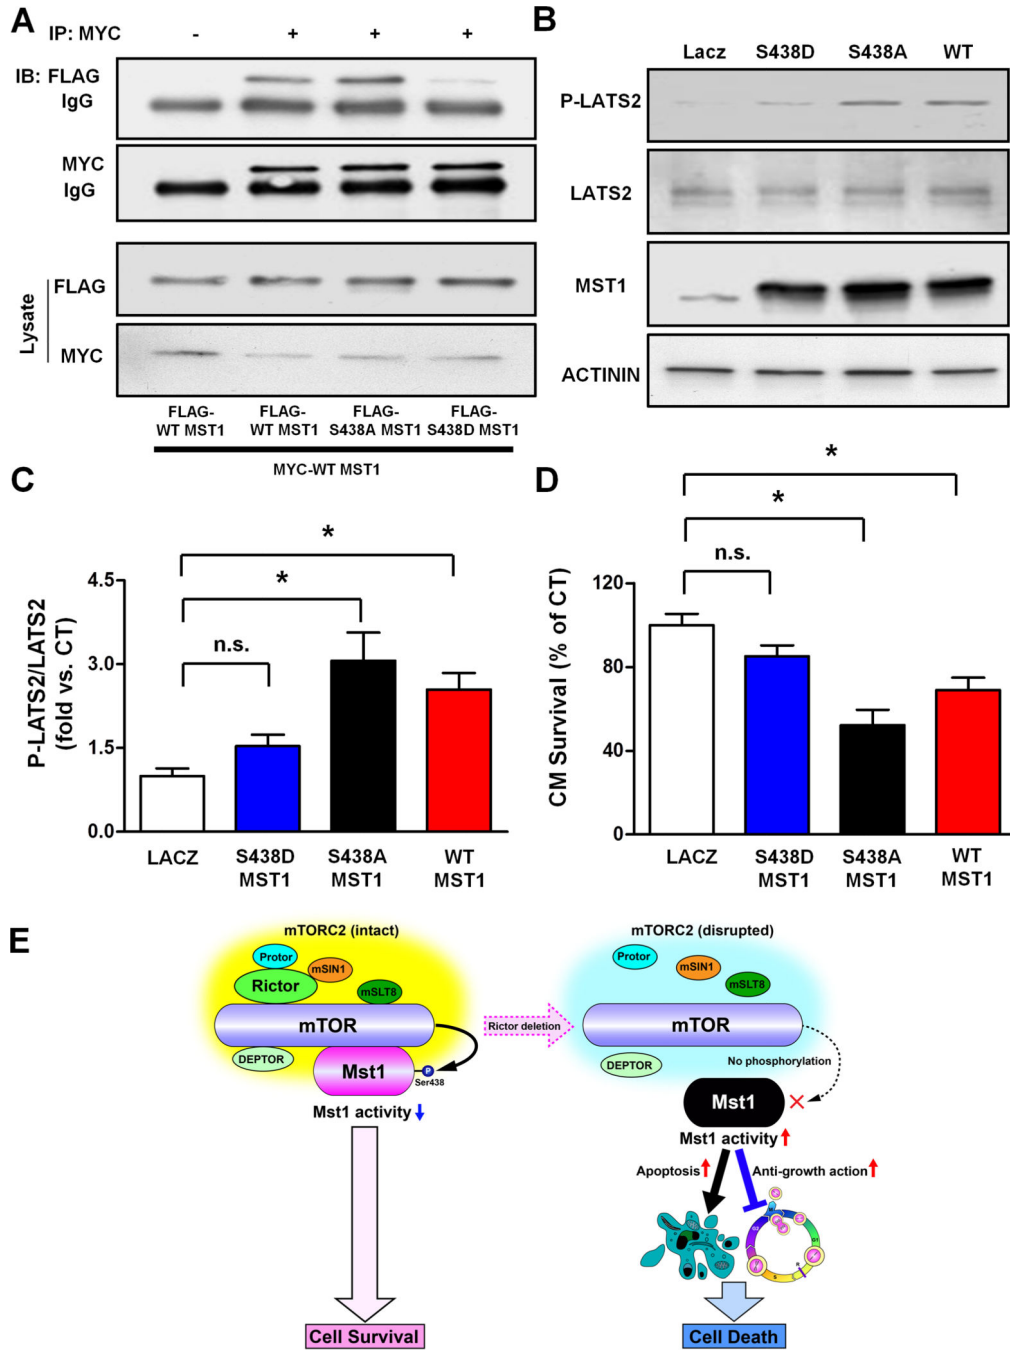 A
IP: MYC - + + +
IB: FLAG
IgG
MYC
IgG
Lysate
FLAG
MYC
FLAG- FLAG- FLAG- FLAG-
WT MST1 WT MST1 S438A MST1 S438D MST1
MYC-WT MST1
B
Lacz S438D S438A WT
P-LATS2
LATS2
MST1
ACTININ
C
P-LATS2/LATS2
(fold vs. CT)
*
*
n.s.
4.5
3.0
1.5
0.0
LACZ S438D S438A WT
MST1 MST1 MST1
D
CM Survival (% of CT)
*
*
n.s.
120
80
40
0
LACZ S438D S438A WT
MST1 MST1 MST1
E
mTORC2 (intact)
Protor
mSIN1
Rictor
mSLT8
mTOR
DEPTOR
Mst1
P
Ser438
Mst1 activity
Cell Survival
Rictor deletion
mTORC2 (disrupted)
Protor
mSIN1
mSLT8
mTOR
DEPTOR
No phosphorylation
Mst1
Mst1 activity
Apoptosis
Anti-growth action
G1
R
S
Cell Death